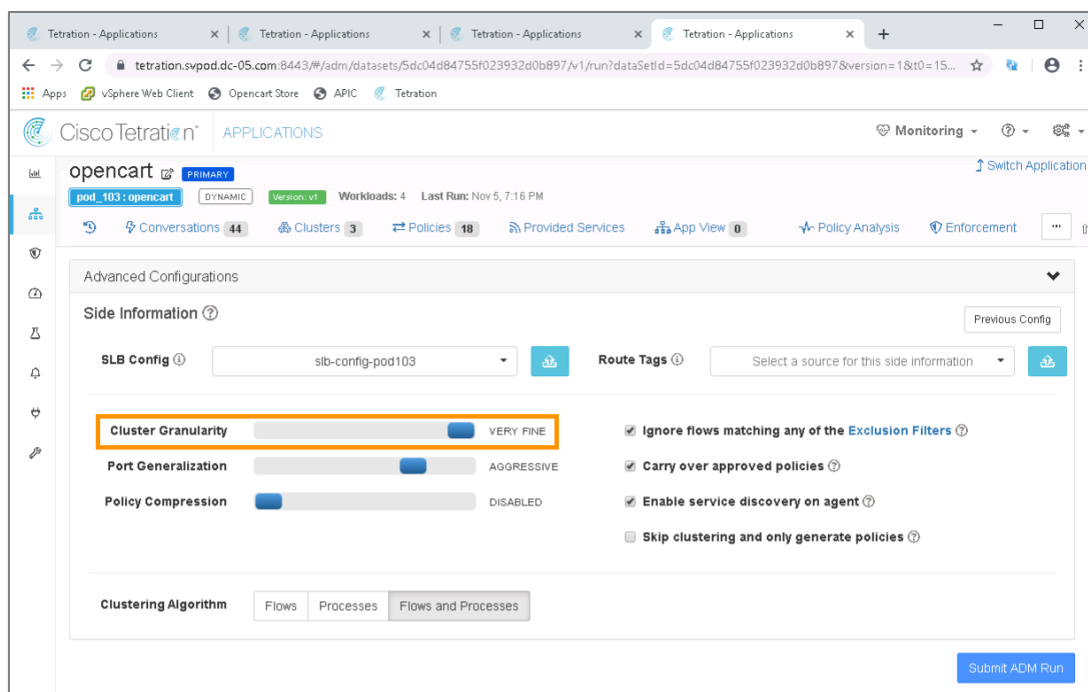 Tetration - Applications
Tetration - Applications
Tetration - Applications
Tetration - Applications
tetration.svpod.dc-05.com:8443/#/adm/datasets/5dc04d84755f023932d0b897/v1/run?dataSetId=5dc04d84755f023932d0b897&version=1&t0=15...
Apps vSphere Web Client Opencart Store APIC Tetration
Cisco Tetration™ APPLICATIONS Monitoring
opencart PRIMARY Switch Application
pod_103 : opencart DYNAMIC Version: v1 Workloads: 4 Last Run: Nov 5, 7:16 PM
Conversations 44 Clusters 3 Policies 18 Provided Services App View 0 Policy Analysis Enforcement ...
Advanced Configurations
Side Information
Previous Config
SLB Config slb-config-pod103 Route Tags Select a source for this side information
Cluster Granularity VERY FINE Ignore flows matching any of the Exclusion Filters
Port Generalization AGGRESSIVE Carry over approved policies
Policy Compression DISABLED Enable service discovery on agent
Skip clustering and only generate policies
Clustering Algorithm Flows Processes Flows and Processes
Submit ADM Run